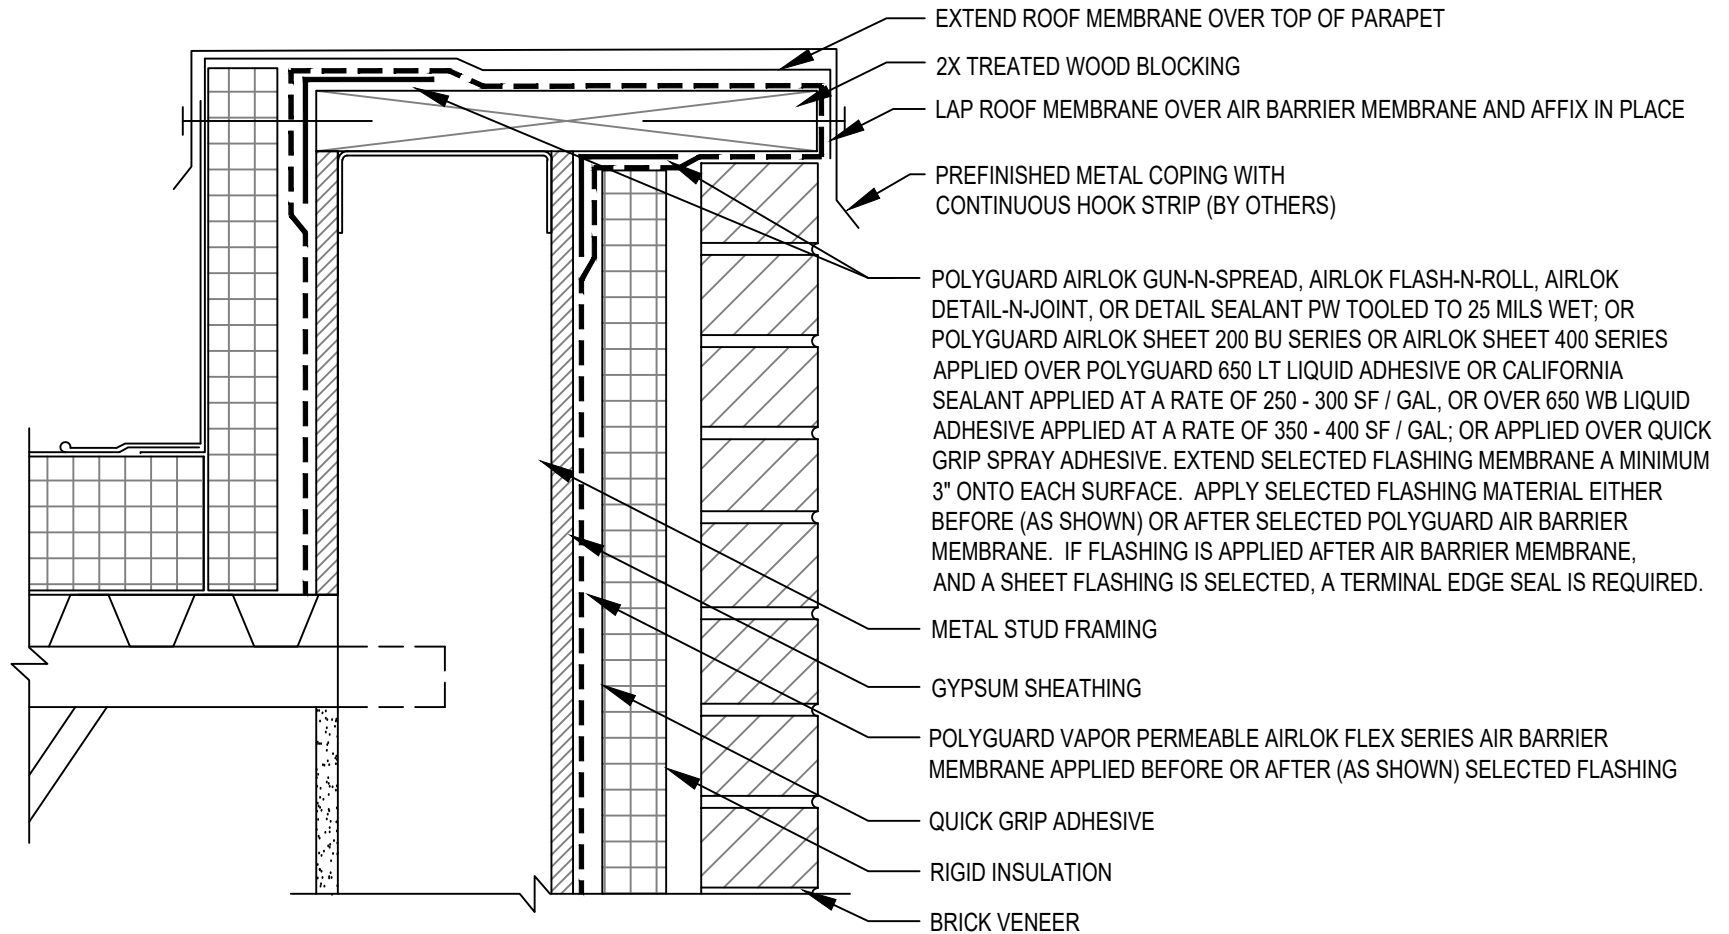 EXTEND ROOF MEMBRANE OVER TOP OF PARAPET
2X TREATED WOOD BLOCKING
LAP ROOF MEMBRANE OVER AIR BARRIER MEMBRANE AND AFFIX IN PLACE
PREFINISHED METAL COPING WITH
CONTINUOUS HOOK STRIP (BY OTHERS)
POLYGUARD AIRLOK GUN-N-SPREAD, AIRLOK FLASH-N-ROLL, AIRLOK
DETAIL-N-JOINT, OR DETAIL SEALANT PW TOOLED TO 25 MILS WET; OR
POLYGUARD AIRLOK SHEET 200 BU SERIES OR AIRLOK SHEET 400 SERIES
APPLIED OVER POLYGUARD 650 LT LIQUID ADHESIVE OR CALIFORNIA
SEALANT APPLIED AT A RATE OF 250 - 300 SF / GAL, OR OVER 650 WB LIQUID
ADHESIVE APPLIED AT A RATE OF 350 - 400 SF / GAL; OR APPLIED OVER QUICK
GRIP SPRAY ADHESIVE. EXTEND SELECTED FLASHING MEMBRANE A MINIMUM
3" ONTO EACH SURFACE. APPLY SELECTED FLASHING MATERIAL EITHER
BEFORE (AS SHOWN) OR AFTER SELECTED POLYGUARD AIR BARRIER
MEMBRANE. IF FLASHING IS APPLIED AFTER AIR BARRIER MEMBRANE,
AND A SHEET FLASHING IS SELECTED, A TERMINAL EDGE SEAL IS REQUIRED.
METAL STUD FRAMING
GYPSUM SHEATHING
POLYGUARD VAPOR PERMEABLE AIRLOK FLEX SERIES AIR BARRIER
MEMBRANE APPLIED BEFORE OR AFTER (AS SHOWN) SELECTED FLASHING
QUICK GRIP ADHESIVE
RIGID INSULATION
BRICK VENEER